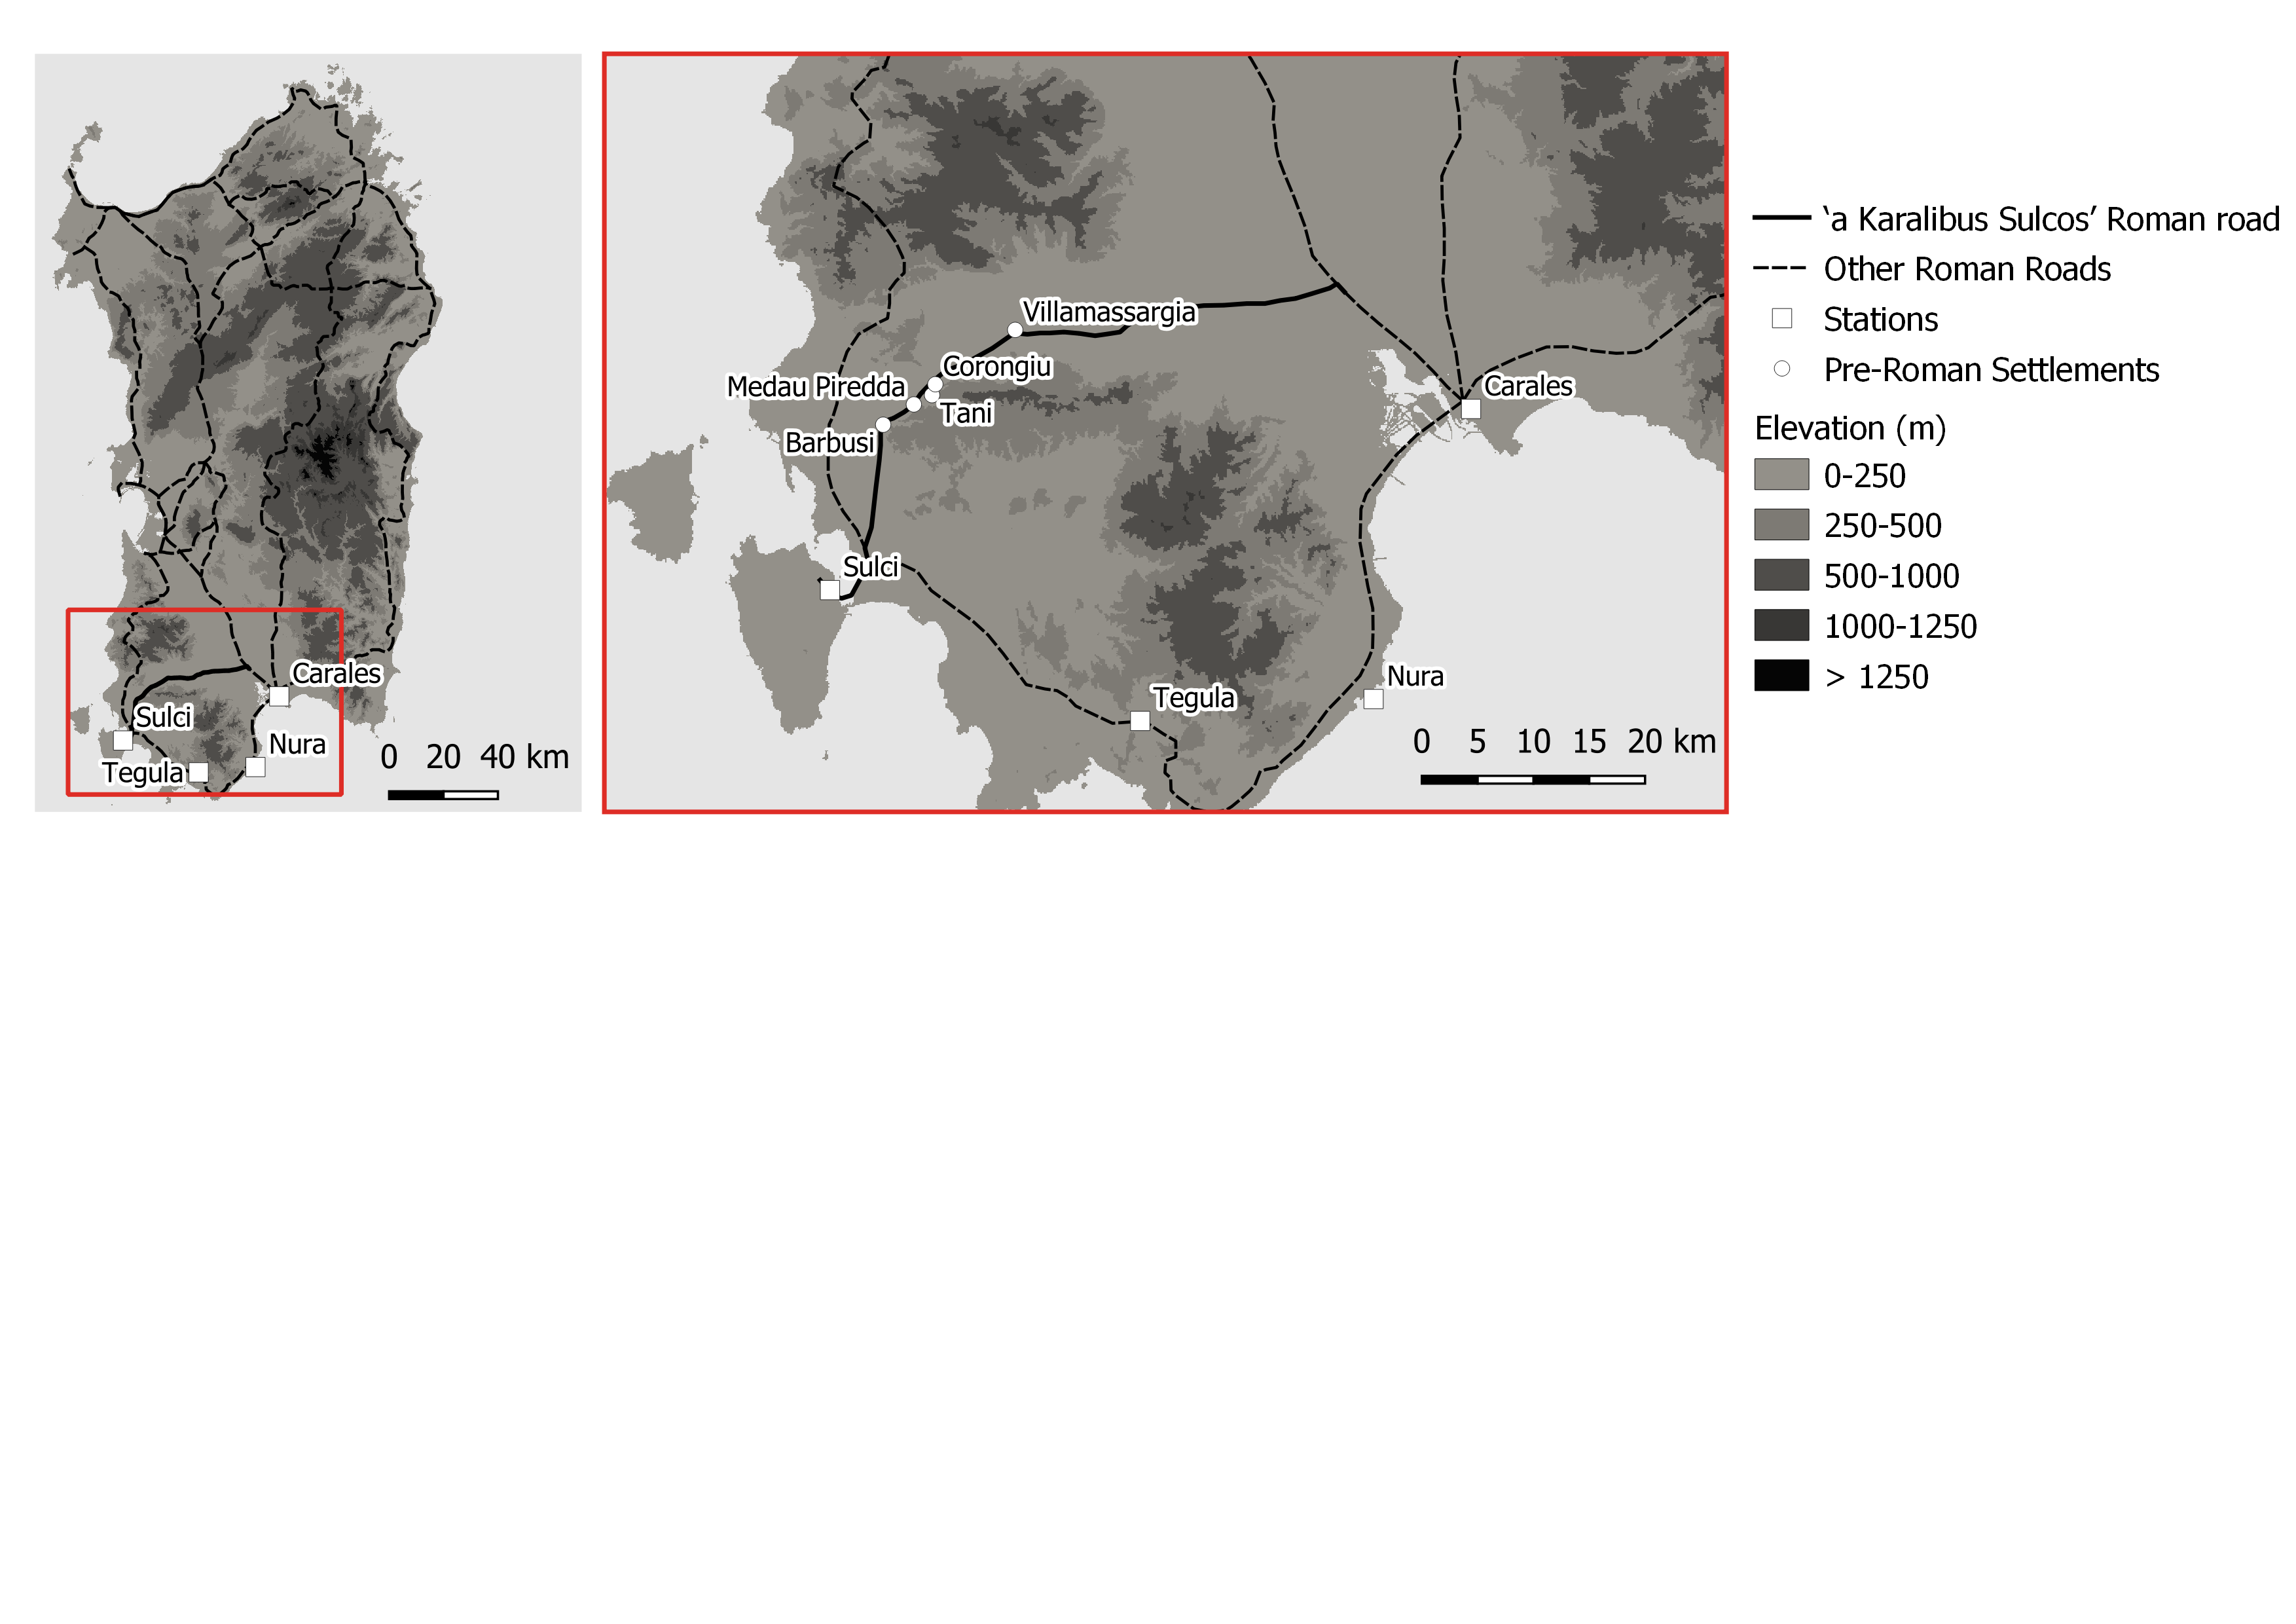 Carales
Sulci
Nura
Tegula
0 20 40 km
Villamassargia
Corongiu
Medau Piredda
Tani
Barbusi
Carales
Sulci
Nura
Tegula
0 5 10 15 20 km
‘a Karalibus Sulcos’ Roman road
Other Roman Roads
Stations
Pre-Roman Settlements
Elevation (m)
0-250
250-500
500-1000
1000-1250
> 1250